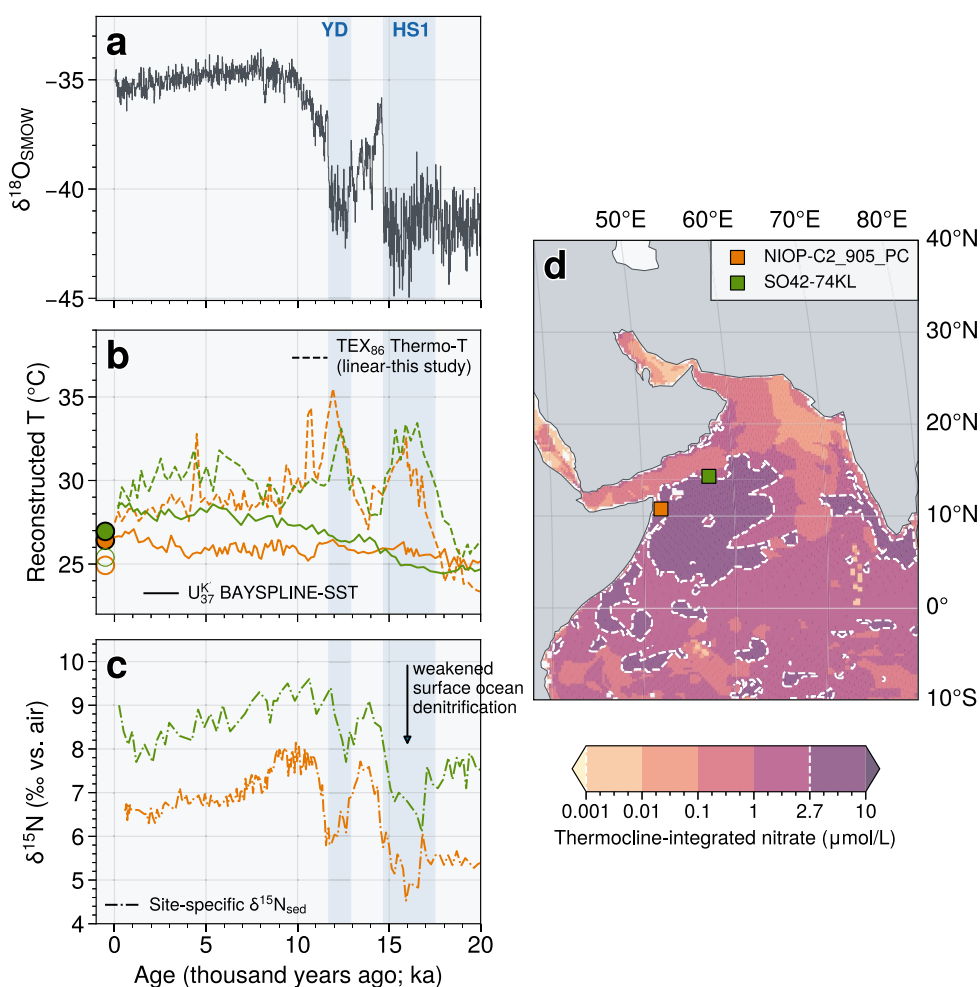 a
YD
HS1
−35
−40
−45
δ¹⁸O_SMOW
b
TEX₈₆ Thermo-T
(linear-this study)
35
30
25
Reconstructed T (°C)
U₃₇ᴷ′ BAYSPLINE-SST
c
weakened
surface ocean
denitrification
10
9
8
7
6
5
4
δ¹⁵N (‰ vs. air)
Site-specific δ¹⁵N_sed
0
5
10
15
20
Age (thousand years ago; ka)
50°E
60°E
70°E
80°E
d
NIOP-C2_905_PC
SO42-74KL
40°N
30°N
20°N
10°N
0°
10°S
0.001
0.01
0.1
1
2.7
10
Thermocline-integrated nitrate (μmol/L)